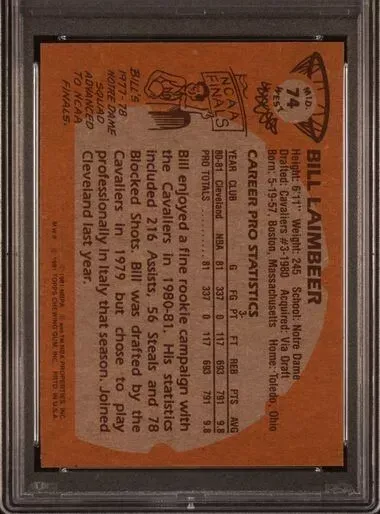 MID.
WEST
74
BILL LAIMBEER
Height: 6'11" Weight: 245 School: Notre Dame
Drafted: Cavaliers #3-1980 Acquired: Via Draft
Born: 5-19-57, Boston, Massachusetts Home: Toledo, Ohio
CAREER PRO STATISTICS
3-
YEAR CLUB G FG PT FT REB PTS AVG
80-81 Cleveland NBA 81 337 0 117 693 791 9.8
PRO TOTALS 81 337 0 117 693 791 9.8
Bill enjoyed a fine rookie campaign with
the Cavaliers in 1980-81. His statistics
included 216 Assists, 56 Steals and 78
Blocked Shots. Bill was drafted by the
Cavaliers in 1979 but chose to play
professionally in Italy that season. Joined
Cleveland last year.
NCAA
FINALS
BILL'S
1977-78
NOTRE DAME
SQUAD
ADVANCED
TO NCAA
FINALS.
© 1981 NBPA © 1981 NBA PROPERTIES, INC.
© 1981 TOPPS CHEWING GUM, INC. PRTD. IN U.S.A.